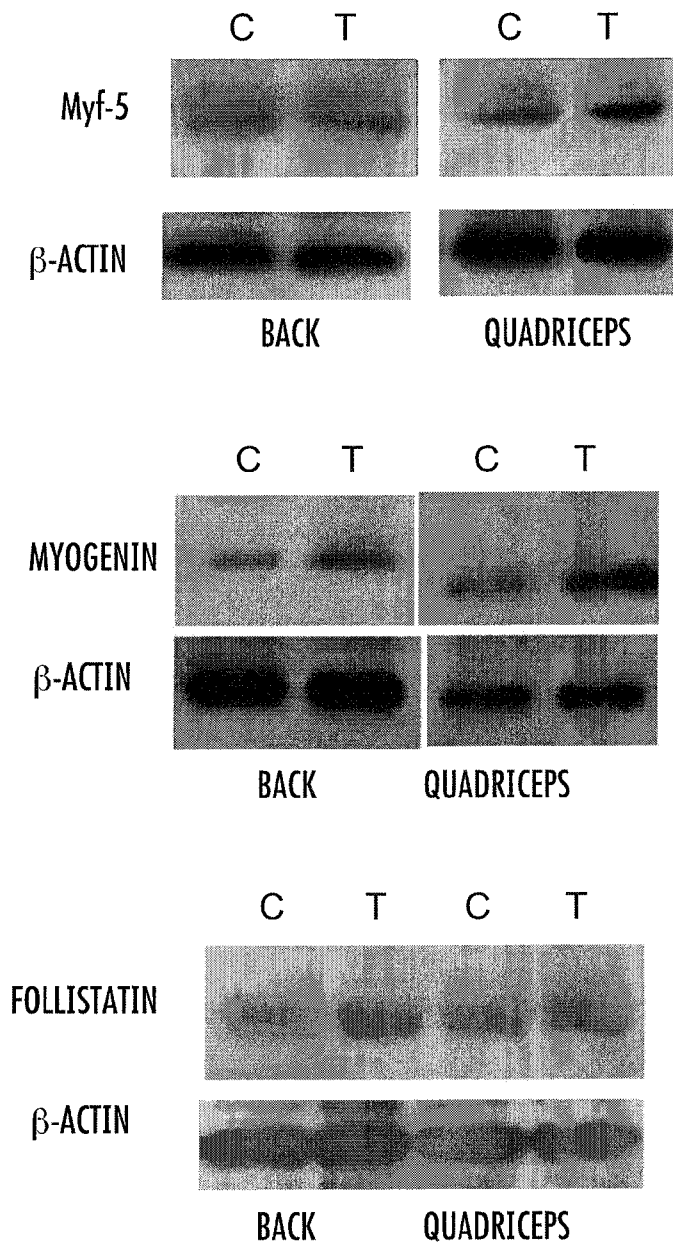 C T C T
Myf-5
β-ACTIN
BACK QUADRICEPS
C T C T
MYOGENIN
β-ACTIN
BACK QUADRICEPS
C T C T
FOLLISTATIN
β-ACTIN
BACK QUADRICEPS